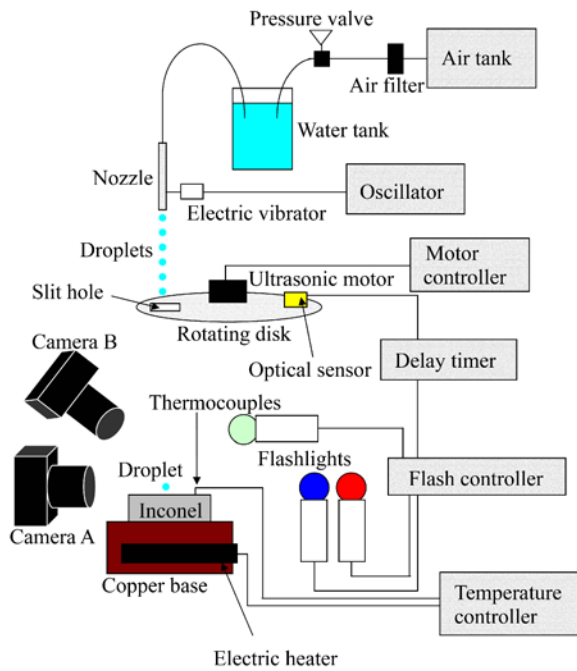 Pressure valve
Air tank
Air filter
Water tank
Nozzle
Oscillator
Electric vibrator
Droplets
Motor
controller
Ultrasonic motor
Slit hole
Rotating disk
Camera B
Optical sensor
Delay timer
Thermocouples
Droplet
Flashlights
Flash controller
Inconel
Camera A
Copper base
Temperature
controller
Electric heater